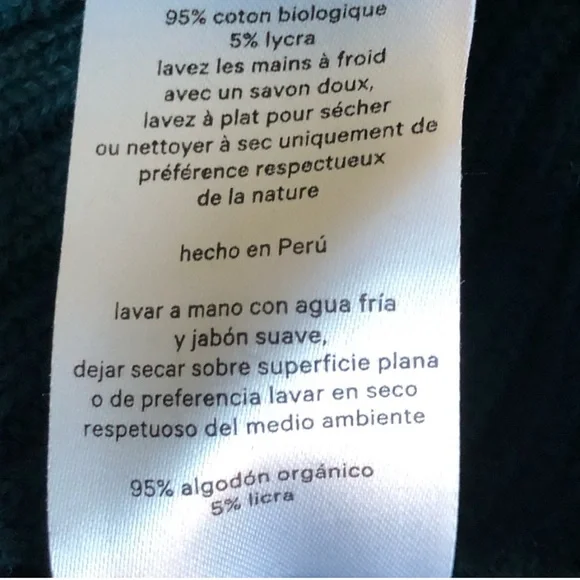 95% coton biologique
5% lycra
lavez les mains à froid
avec un savon doux,
lavez à plat pour sécher
ou nettoyer à sec uniquement de
préférence respectueux
de la nature
hecho en Perú
lavar a mano con agua fría
y jabón suave,
dejar secar sobre superficie plana
o de preferencia lavar en seco
respetuoso del medio ambiente
95% algodón orgánico
5% licra